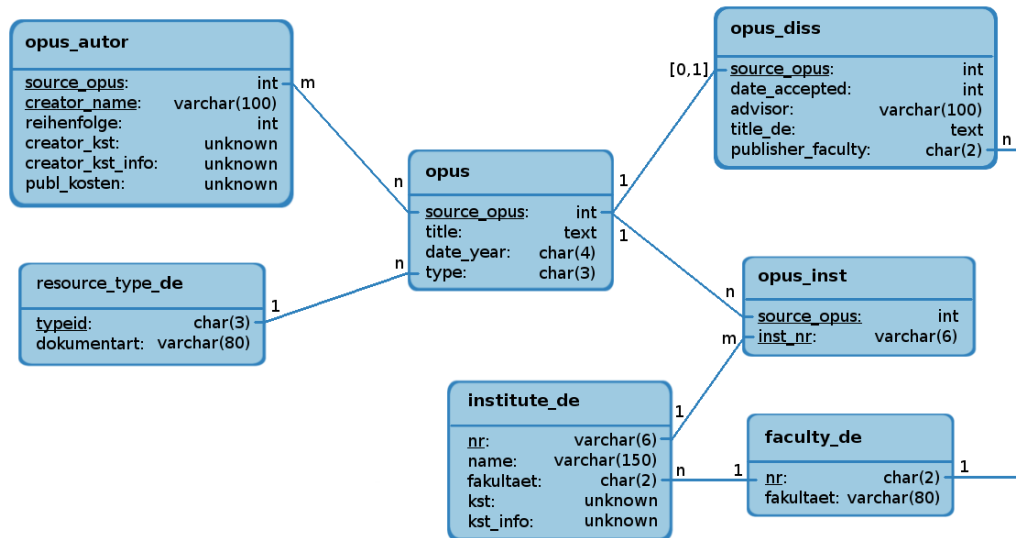 opus_autor
source_opus: int
creator_name: varchar(100)
reihenfolge: int
creator_kst: unknown
creator_kst_info: unknown
publ_kosten: unknown
m
n
opus
source_opus: int
title: text
date_year: char(4)
type: char(3)
n
1
1
resource_type_de
typeid: char(3)
dokumentart: varchar(80)
1
opus_diss
[0,1]
source_opus: int
date_accepted: int
advisor: varchar(100)
title_de: text
publisher_faculty: char(2)
n
opus_inst
n
source_opus: int
m
inst_nr: varchar(6)
institute_de
1
nr: varchar(6)
name: varchar(150)
fakultaet: char(2)
n
kst: unknown
kst_info: unknown
faculty_de
1
nr: char(2)
1
fakultaet: varchar(80)